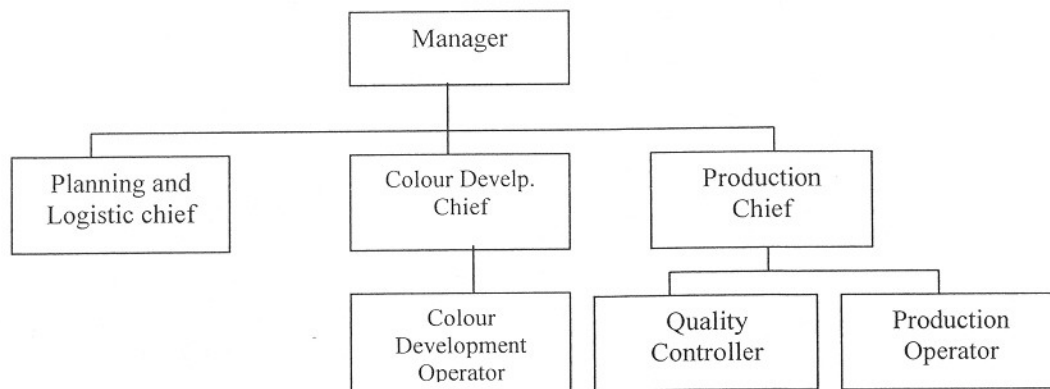 Manager
Planning and
Logistic chief
Colour Develp.
Chief
Production
Chief
Colour
Development
Operator
Quality
Controller
Production
Operator